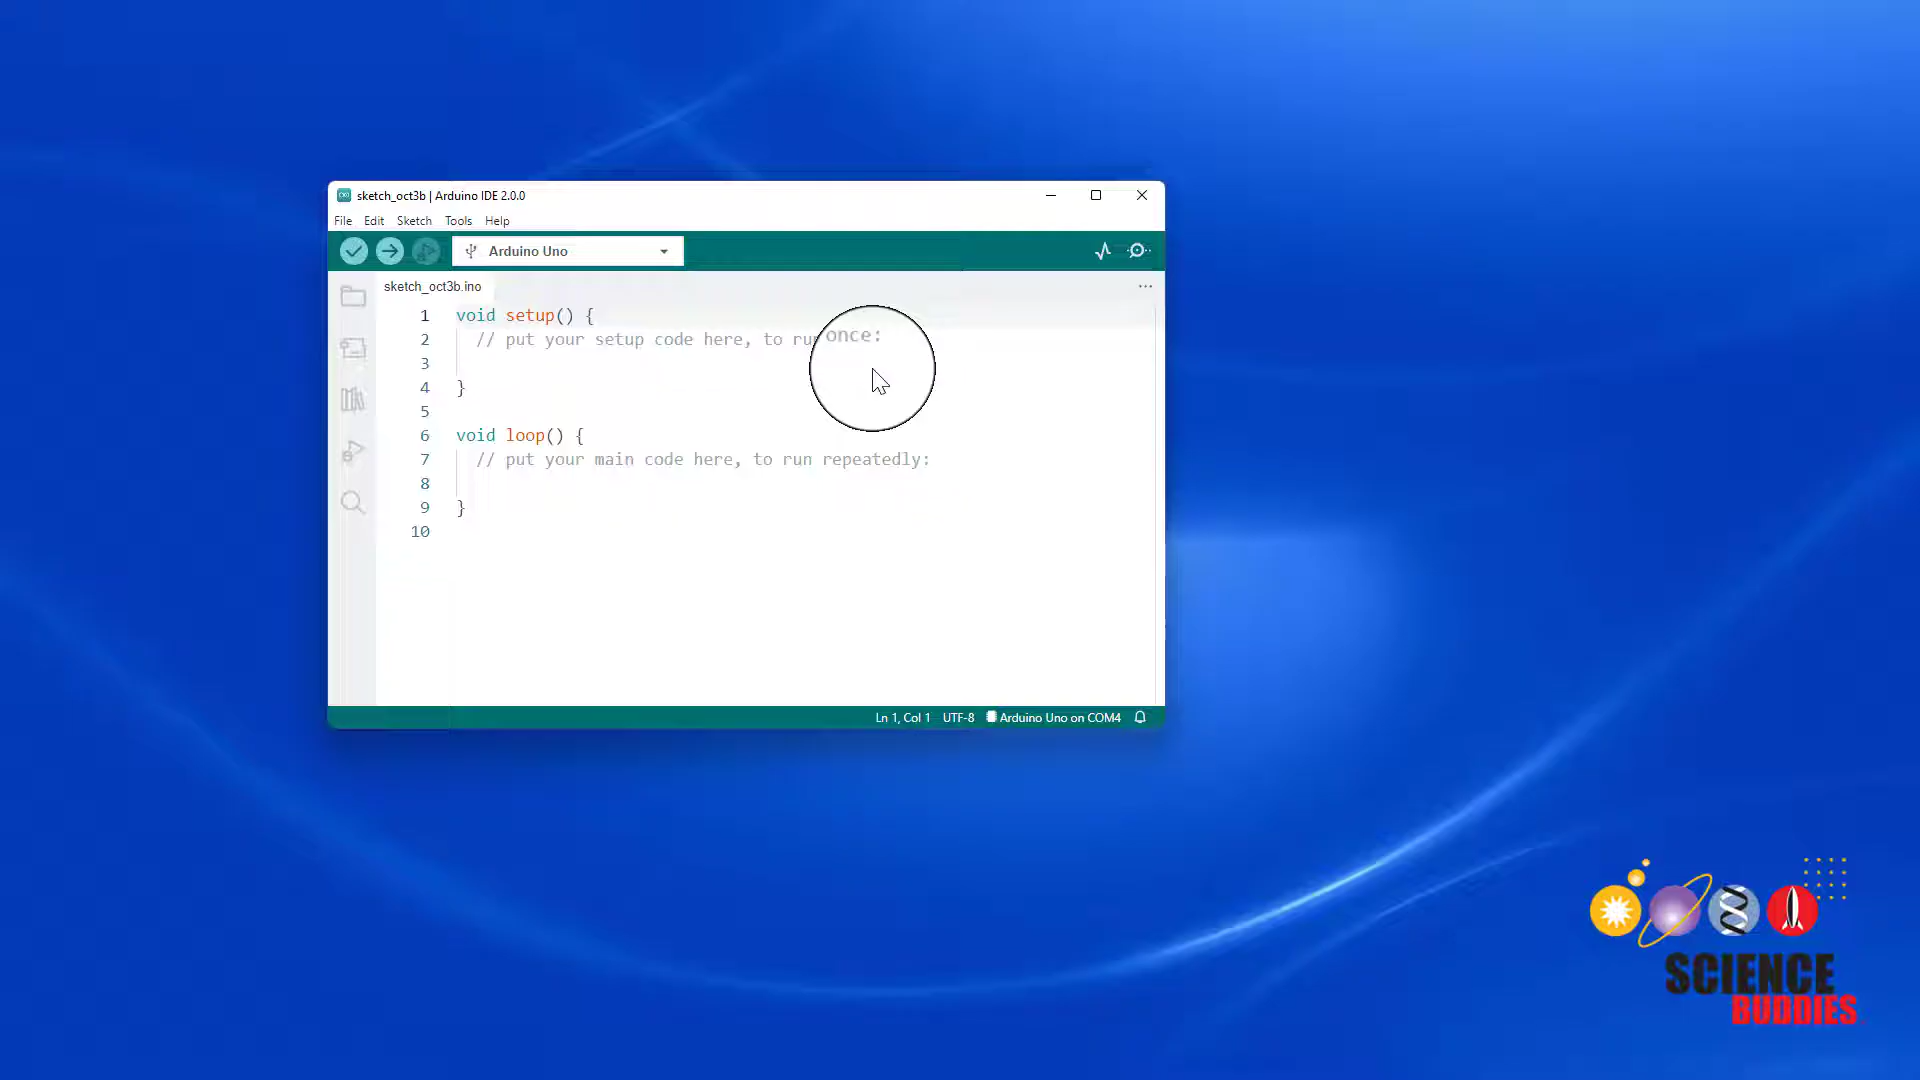 sketch_oct3b | Arduino IDE 2.0.0
File Edit Sketch Tools Help
Arduino Uno
sketch_oct3b.ino
1 void setup() {
2 // put your setup code here, to run once:
3
4 }
5
6 void loop() {
7 // put your main code here, to run repeatedly:
8
9 }
10
Ln 1, Col 1 UTF-8 Arduino Uno on COM4
SCIENCE
BUDDIES